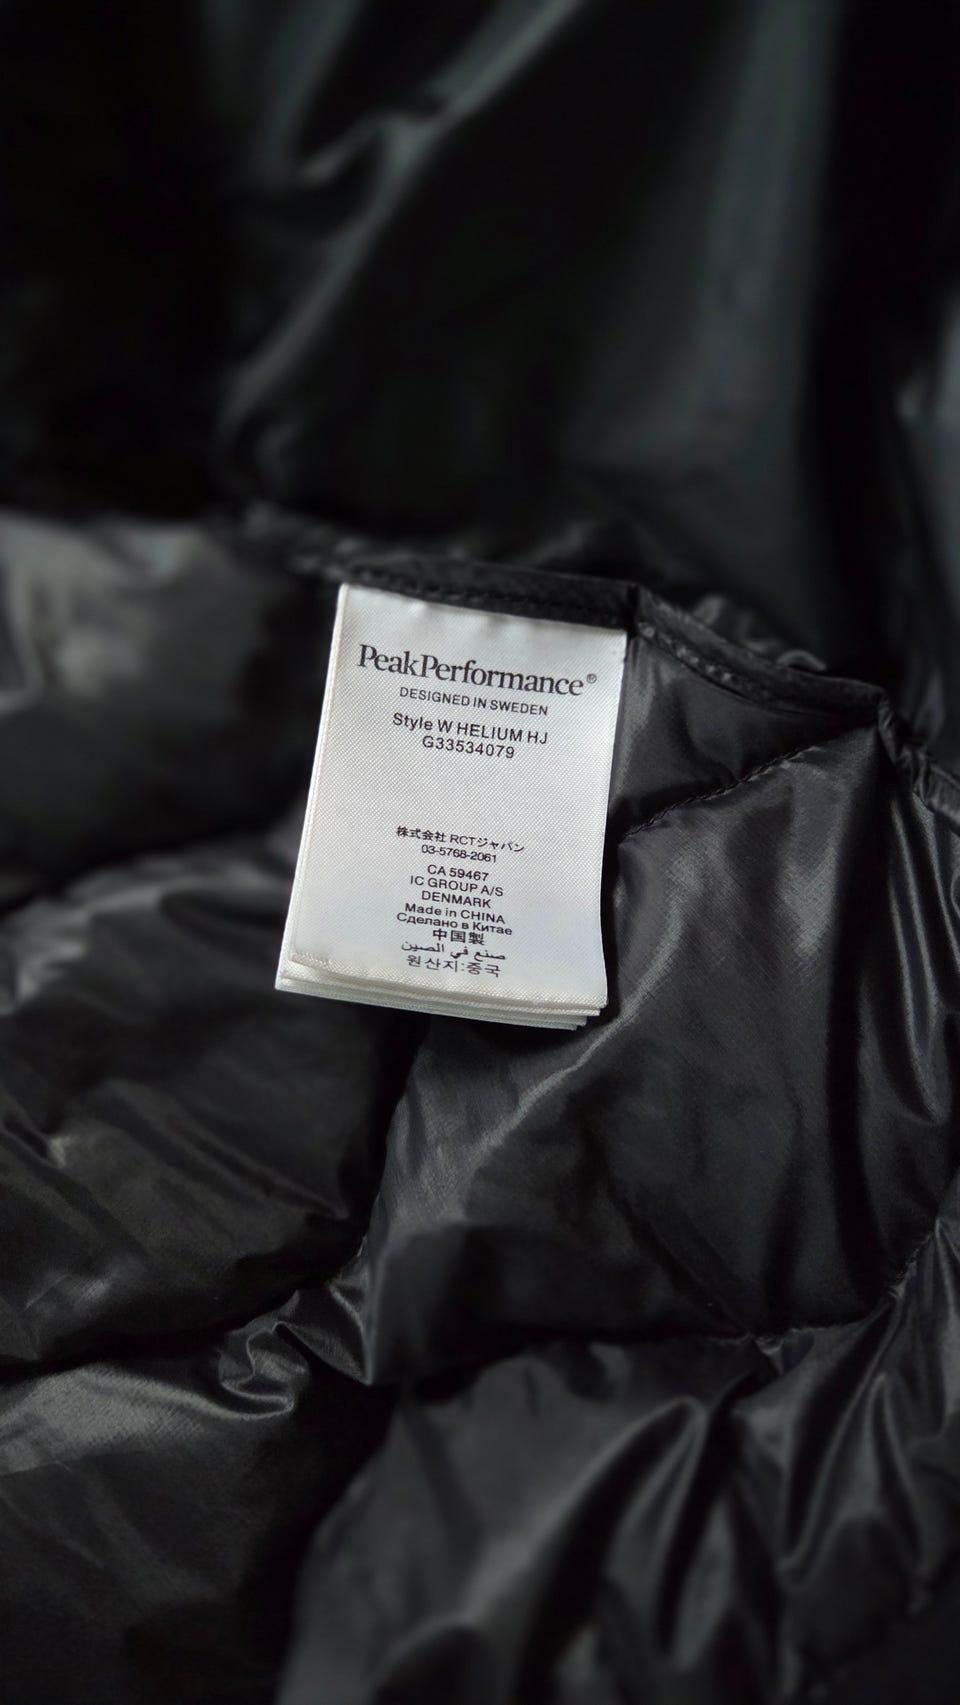 PeakPerformance®
DESIGNED IN SWEDEN
Style W HELIUM HJ
G33534079
株式会社 RCTジャパン
03-5768-2061
CA 59467
IC GROUP A/S
DENMARK
Made in CHINA
Сделано в Китае
中国製
صنع في الصين
원산지:중국